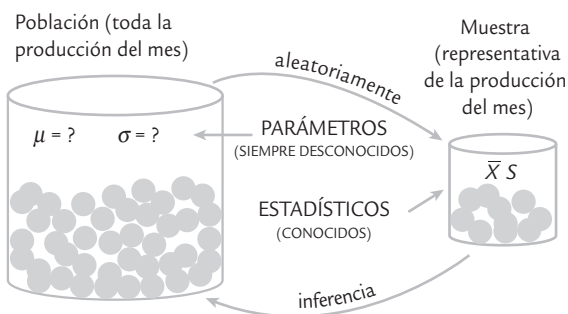 Población (toda la
producción del mes)
Muestra
(representativa
de la producción
del mes)
aleatoriamente
μ = ?
σ = ?
PARÁMETROS
(SIEMPRE DESCONOCIDOS)
X̄ S
ESTADÍSTICOS
(CONOCIDOS)
inferencia